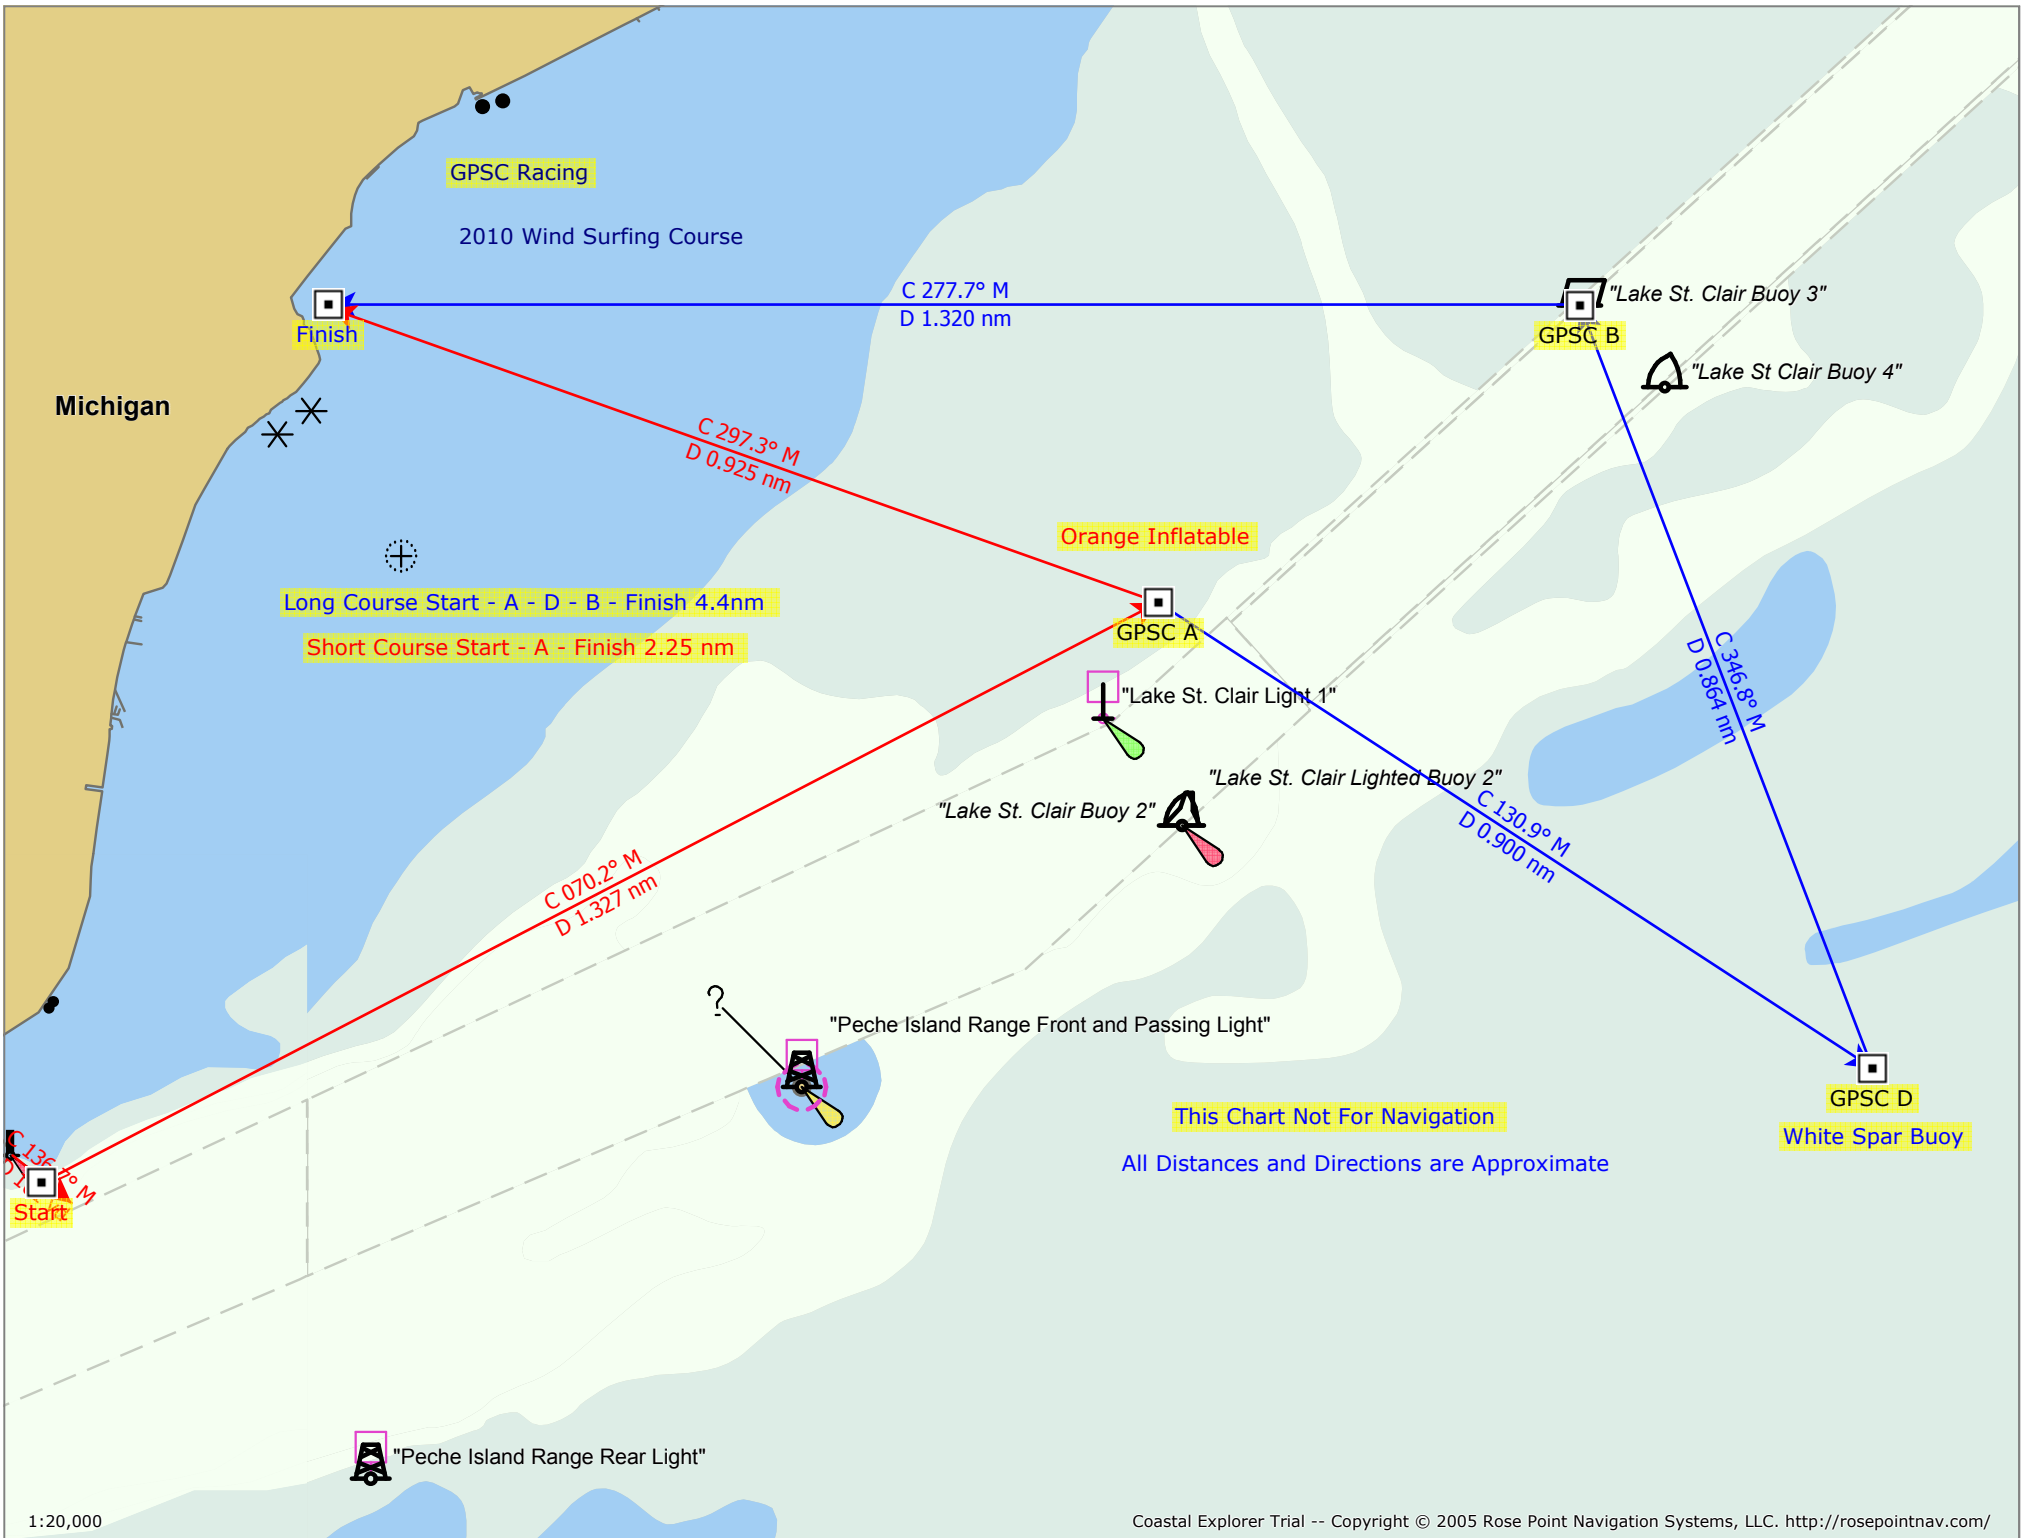 GPSC Racing
2010 Wind Surfing Course
C 277.7° M
D 1.320 nm
"Lake St. Clair Buoy 3"
Finish
GPSC B
"Lake St Clair Buoy 4"
Michigan
C 297.3° M
D 0.925 nm
Orange Inflatable
Long Course Start - A - D - B - Finish 4.4nm
GPSC A
Short Course Start - A - Finish 2.25 nm
C 346.8° M
D 0.864 nm
"Lake St. Clair Light 1"
"Lake St. Clair Lighted Buoy 2"
"Lake St. Clair Buoy 2"
C 130.9° M
D 0.900 nm
C 070.2° M
D 1.327 nm
?
"Peche Island Range Front and Passing Light"
GPSC D
This Chart Not For Navigation
White Spar Buoy
All Distances and Directions are Approximate
C 136.7° M
Start
"Peche Island Range Rear Light"
1:20,000
Coastal Explorer Trial -- Copyright © 2005 Rose Point Navigation Systems, LLC. http://rosepointnav.com/